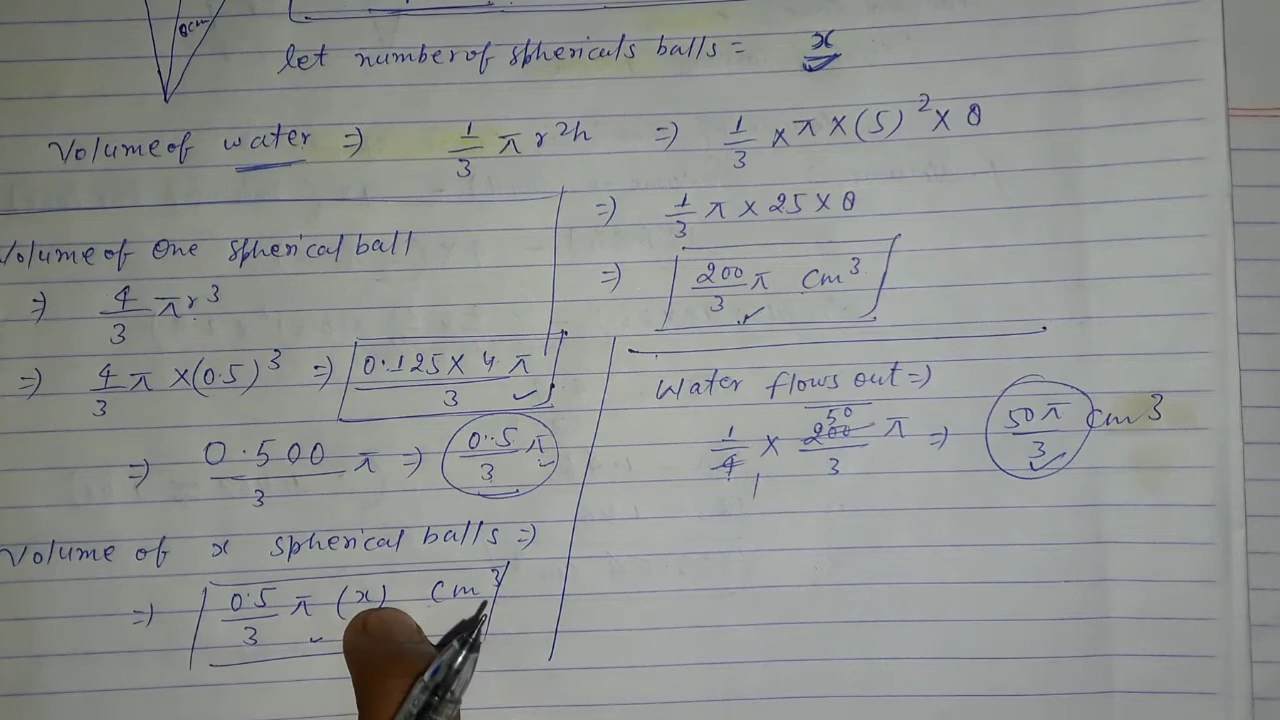 8cm
let number of sphericals balls = x
Volume of water ⇒ 1/3 π r²h ⇒ 1/3 × π × (5)² × 8
⇒ 1/3 π × 25 × 8
⇒ 200/3 π cm³
Volume of One spherical ball
⇒ 4/3 πr³
⇒ 4/3 π × (0.5)³ ⇒ 0.125 × 4 π/3
⇒ 0.500/3 π ⇒ 0.5/3 π
Volume of x spherical balls ⇒
⇒ 0.5/3 π (x) cm³
Water flows out ⇒
50
1/4 × 200/3 π ⇒ 50π/3 cm³
1